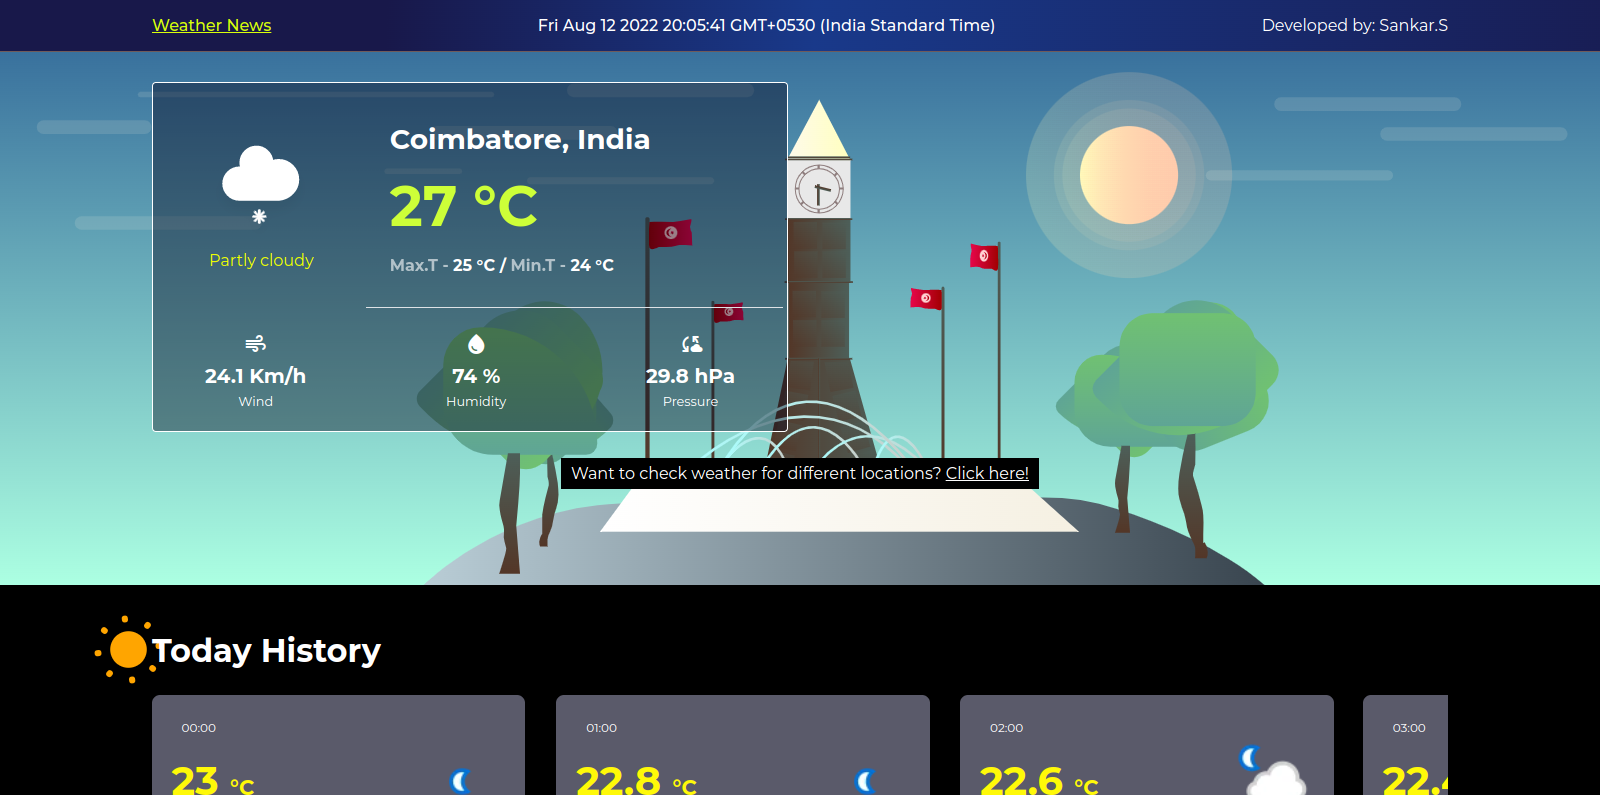 Weather News
Fri Aug 12 2022 20:05:41 GMT+0530 (India Standard Time)
Developed by: Sankar.S
Coimbatore, India
27 °C
Partly cloudy
Max.T - 25 °C / Min.T - 24 °C
24.1 Km/h
Wind
74 %
Humidity
29.8 hPa
Pressure
Want to check weather for different locations? Click here!
Today History
00:00
23 °C
01:00
22.8 °C
02:00
22.6 °C
03:00